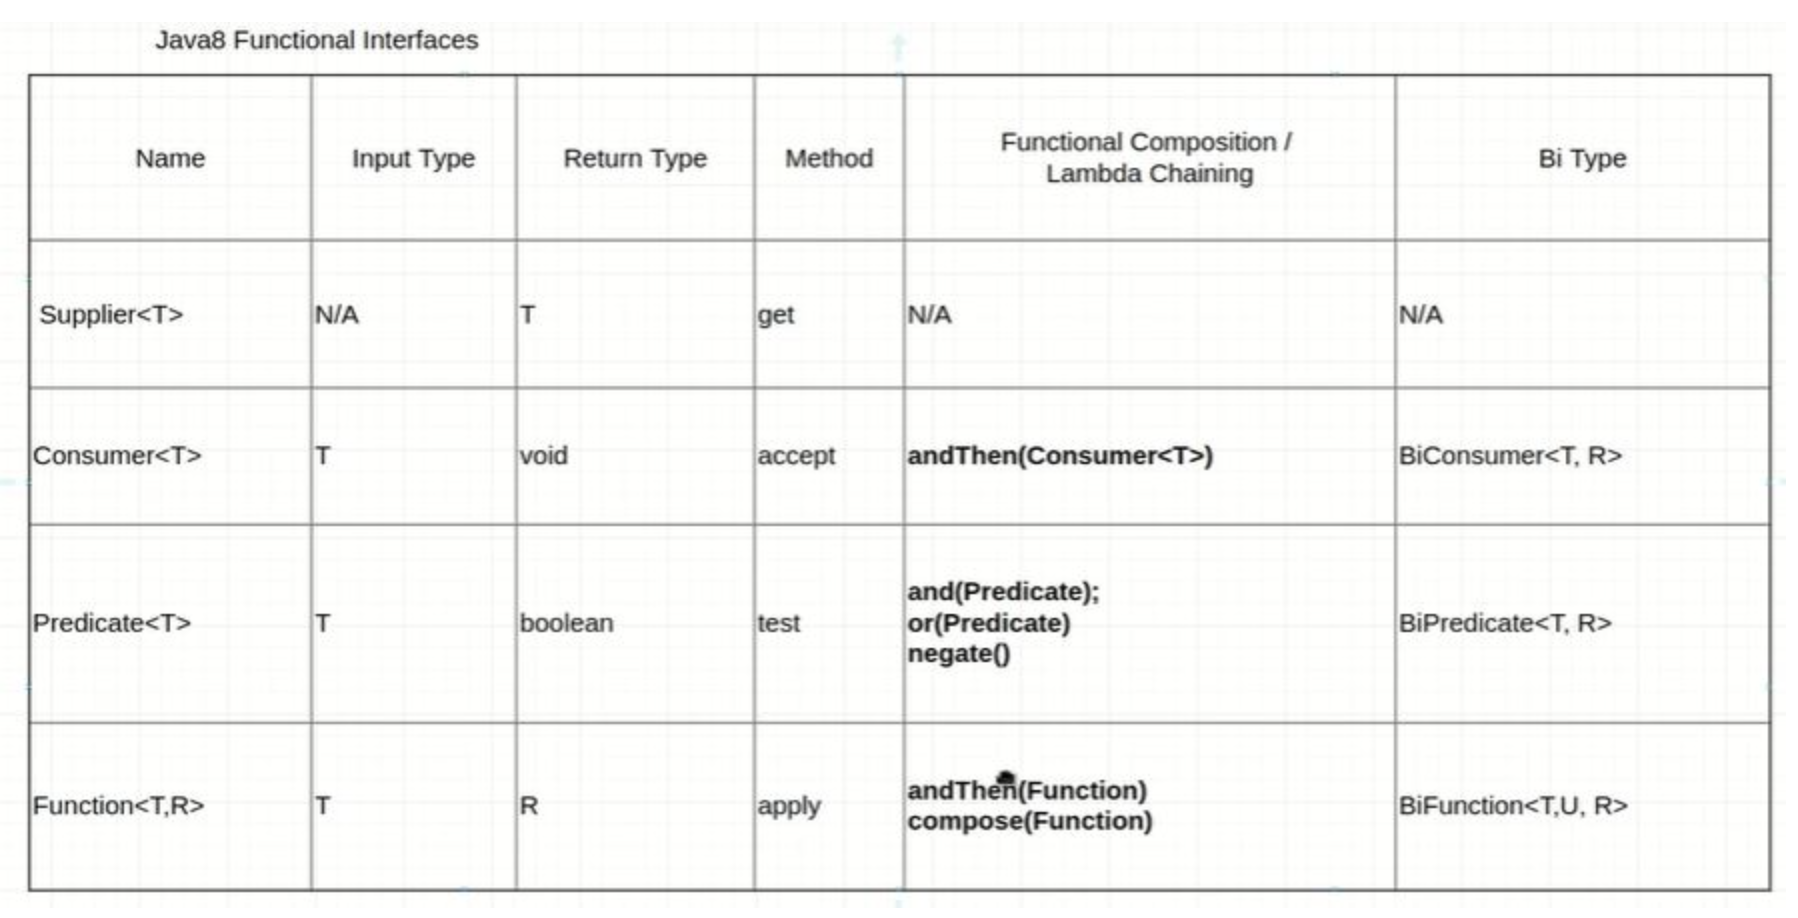 Java8 Functional Interfaces
Name
Input Type
Return Type
Method
Functional Composition /
Lambda Chaining
Bi Type
Supplier<T>
N/A
T
get
N/A
N/A
Consumer<T>
T
void
accept
andThen(Consumer<T>)
BiConsumer<T, R>
Predicate<T>
T
boolean
test
and(Predicate);
or(Predicate)
negate()
BiPredicate<T, R>
Function<T,R>
T
R
apply
andThen(Function)
compose(Function)
BiFunction<T,U, R>